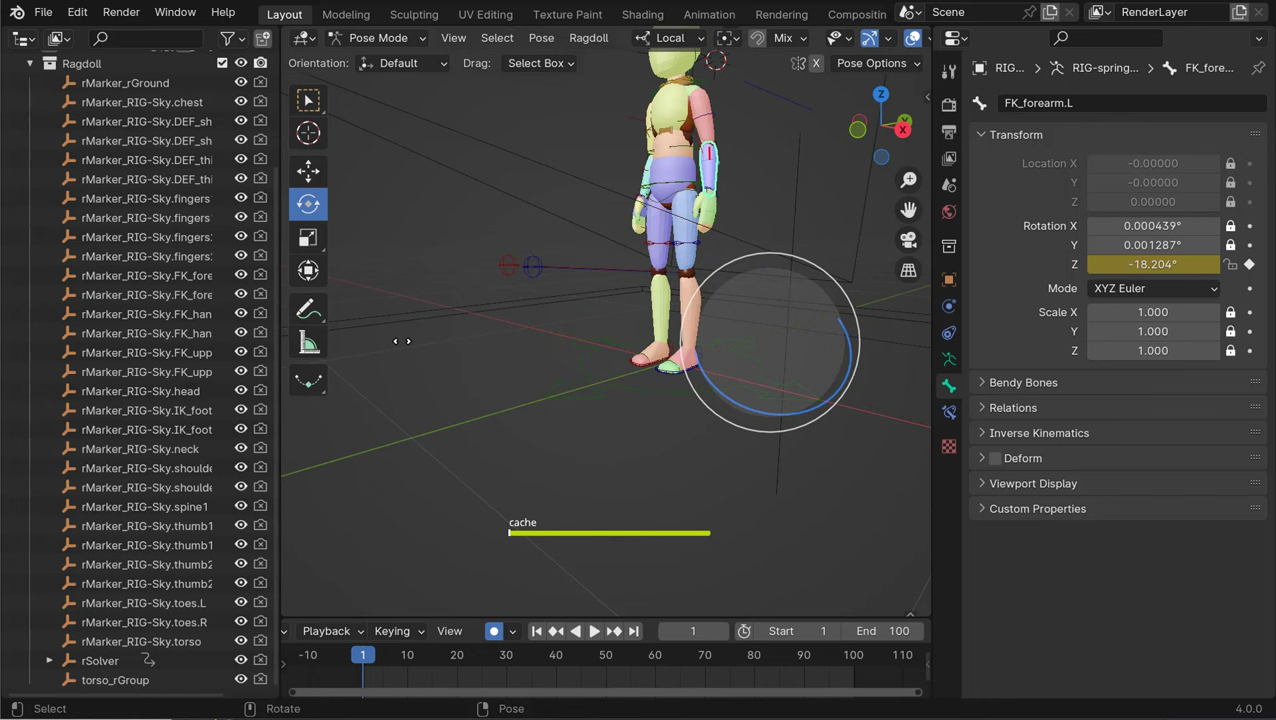 File Edit Render Window Help Layout Modeling Sculpting UV Editing Texture Paint Shading Animation Rendering Compositin Scene RenderLayer
Pose Mode View Select Pose Ragdoll Local Mix
Orientation: Default Drag: Select Box X Pose Options
Ragdoll
rMarker_rGround
rMarker_RIG-Sky.chest
rMarker_RIG-Sky.DEF_sh
rMarker_RIG-Sky.DEF_sh
rMarker_RIG-Sky.DEF_thi
rMarker_RIG-Sky.DEF_thi
rMarker_RIG-Sky.fingers
rMarker_RIG-Sky.fingers
rMarker_RIG-Sky.fingers:
rMarker_RIG-Sky.fingers:
rMarker_RIG-Sky.FK_fore
rMarker_RIG-Sky.FK_fore
rMarker_RIG-Sky.FK_han
rMarker_RIG-Sky.FK_han
rMarker_RIG-Sky.FK_upp
rMarker_RIG-Sky.FK_upp
rMarker_RIG-Sky.head
rMarker_RIG-Sky.IK_foot
rMarker_RIG-Sky.IK_foot
rMarker_RIG-Sky.neck
rMarker_RIG-Sky.shoulde
rMarker_RIG-Sky.shoulde
rMarker_RIG-Sky.spine1
rMarker_RIG-Sky.thumb1
rMarker_RIG-Sky.thumb1
rMarker_RIG-Sky.thumb2
rMarker_RIG-Sky.thumb2
rMarker_RIG-Sky.toes.L
rMarker_RIG-Sky.toes.R
rMarker_RIG-Sky.torso
rSolver
torso_rGroup
Z
Y
X
cache
Playback Keying View 1 Start 1 End 100
-10 1 10 20 30 40 50 60 70 80 90 100 110
RIG... RIG-spring... FK_fore...
FK_forearm.L
Transform
Location X -0.00000
Y -0.00000
Z 0.00000
Rotation X 0.000439°
Y 0.001287°
Z -18.204°
Mode XYZ Euler
Scale X 1.000
Y 1.000
Z 1.000
Bendy Bones
Relations
Inverse Kinematics
Deform
Viewport Display
Custom Properties
Select Rotate Pose 4.0.0